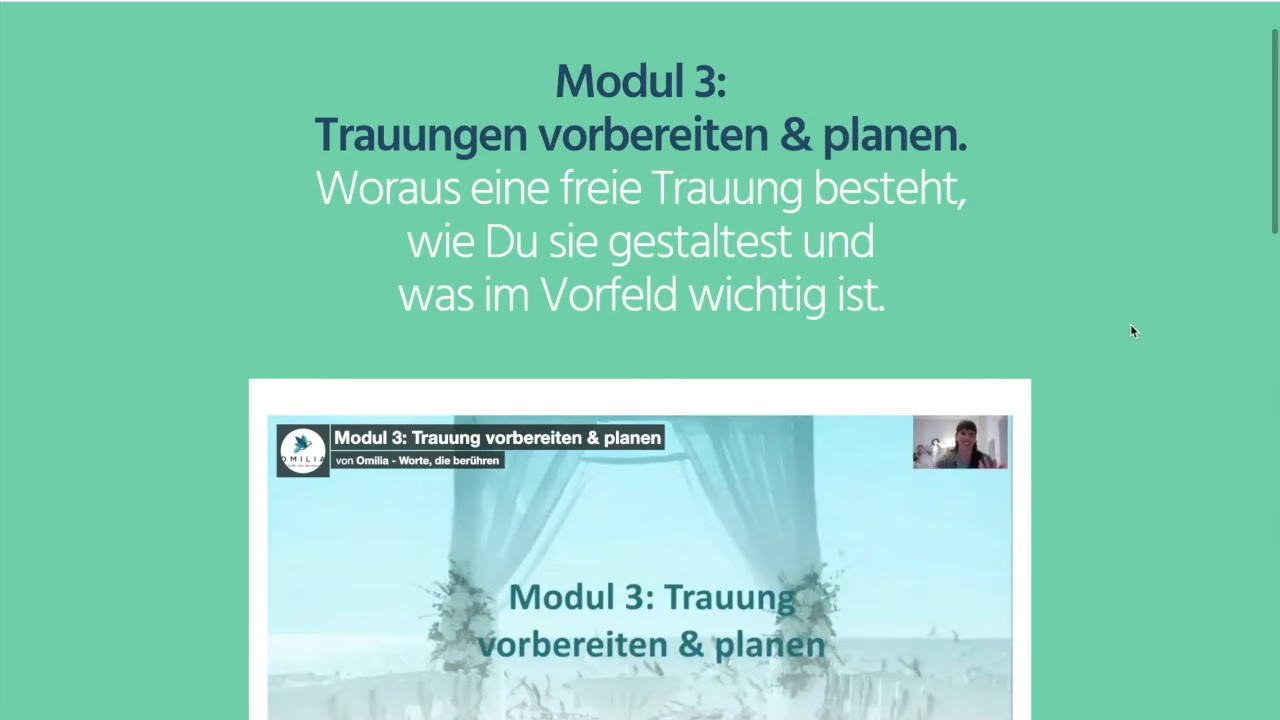 Modul 3:
Trauungen vorbereiten & planen.
Woraus eine freie Trauung besteht,
wie Du sie gestaltest und
was im Vorfeld wichtig ist.
OMILIA
Modul 3: Trauung vorbereiten & planen
von Omilia - Worte, die berühren
Modul 3: Trauung
vorbereiten & planen